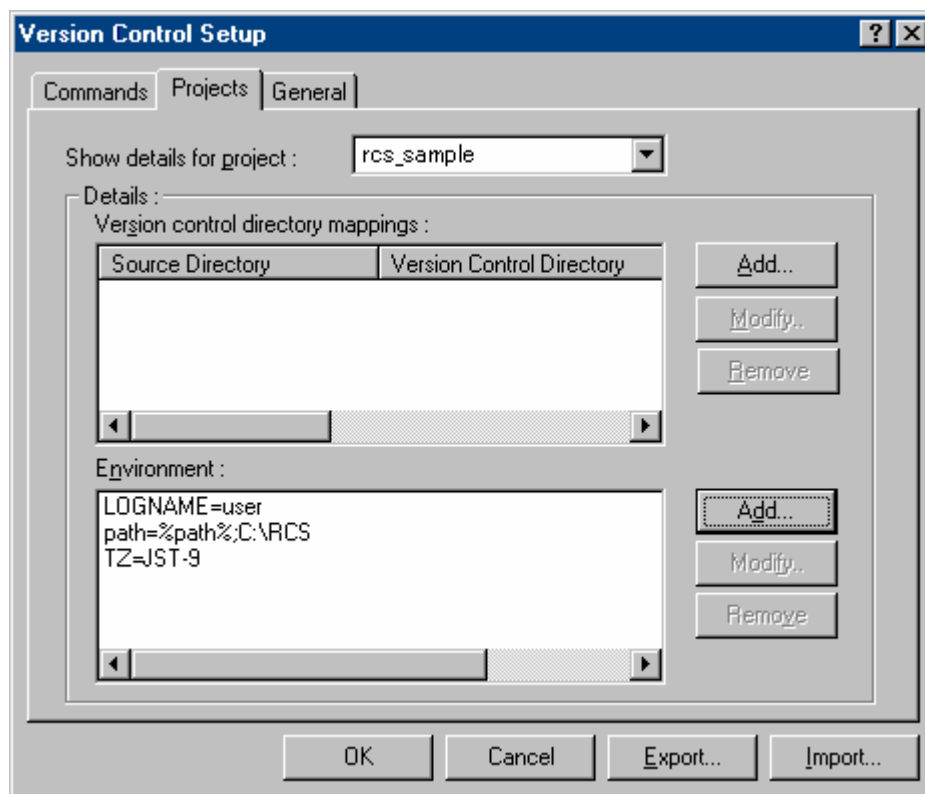 Version Control Setup
Commands Projects General
Show details for project : rcs_sample
Details :
Version control directory mappings :
Source Directory Version Control Directory
Add...
Modify..
Remove
Environment :
LOGNAME=user
path=%path%;C:\RCS
TZ=JST-9
Add...
Modify..
Remove
OK Cancel Export... Import...